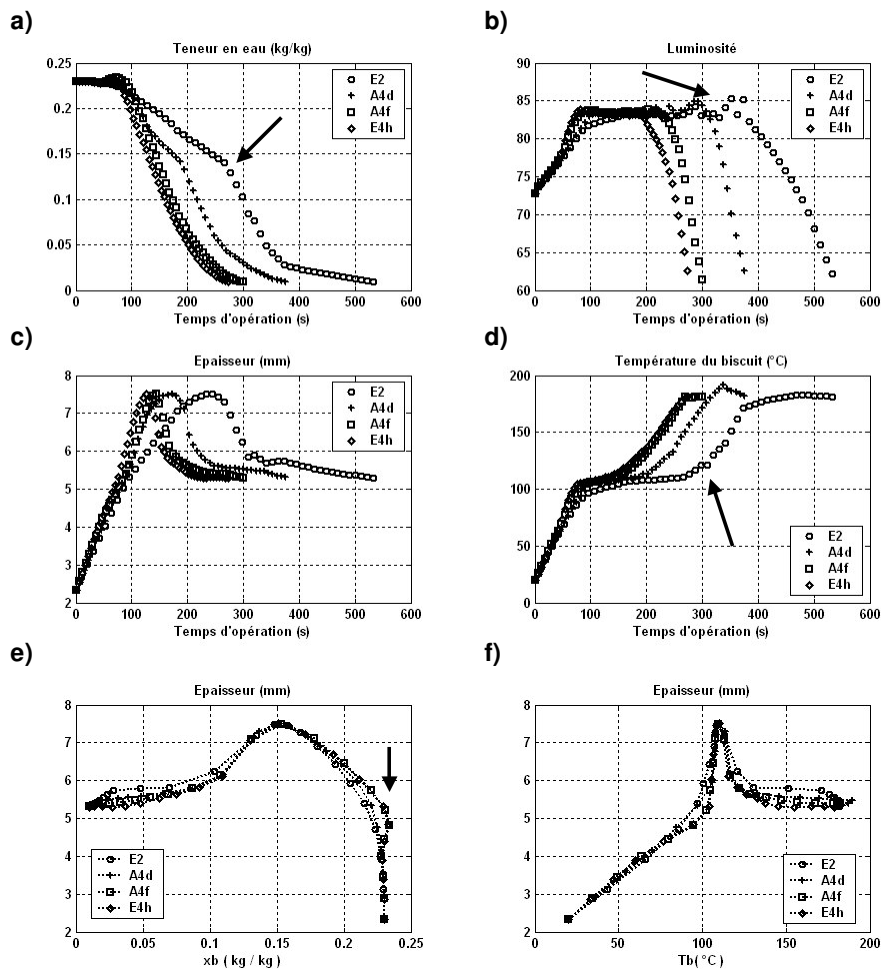 a)
Teneur en eau (kg/kg)
0.25
0.2
0.15
0.1
0.05
0
0 100 200 300 400 500 600
Temps d'opération (s)
E2
A4d
A4f
E4h
b)
Luminosité
90
85
80
75
70
65
60
0 100 200 300 400 500 600
Temps d'opération (s)
E2
A4d
A4f
E4h
c)
Epaisseur (mm)
8
7
6
5
4
3
2
0 100 200 300 400 500 600
Temps d'opération (s)
E2
A4d
A4f
E4h
d)
Température du biscuit (°C)
200
150
100
50
0
0 100 200 300 400 500 600
Temps d'opération (s)
E2
A4d
A4f
E4h
e)
Epaisseur (mm)
8
7
6
5
4
3
2
0 0.05 0.1 0.15 0.2 0.25
xb ( kg / kg )
E2
A4d
A4f
E4h
f)
Epaisseur (mm)
8
7
6
5
4
3
2
0 50 100 150 200
Tb( °C )
E2
A4d
A4f
E4h